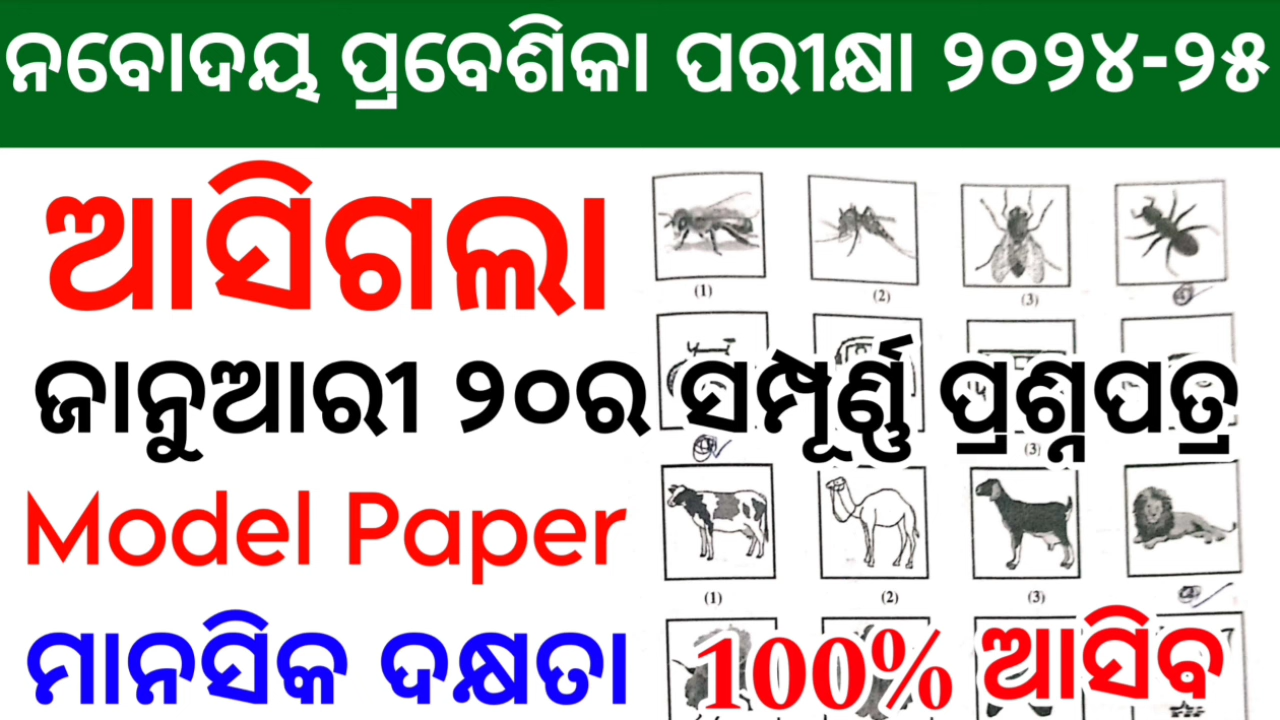 ନବୋଦୟ ପ୍ରବେଶିକା ପରୀକ୍ଷା ୨୦୨୪-୨୫
ଆସିଗଲା
(1) (2) (3)
ଜାନୁଆରୀ ୨୦ର ସମ୍ପୂର୍ଣ୍ଣ ପ୍ରଶ୍ନପତ୍ର
(3)
Model Paper
(1) (2) (3)
ମାନସିକ ଦକ୍ଷତା
100% ଆସିବ